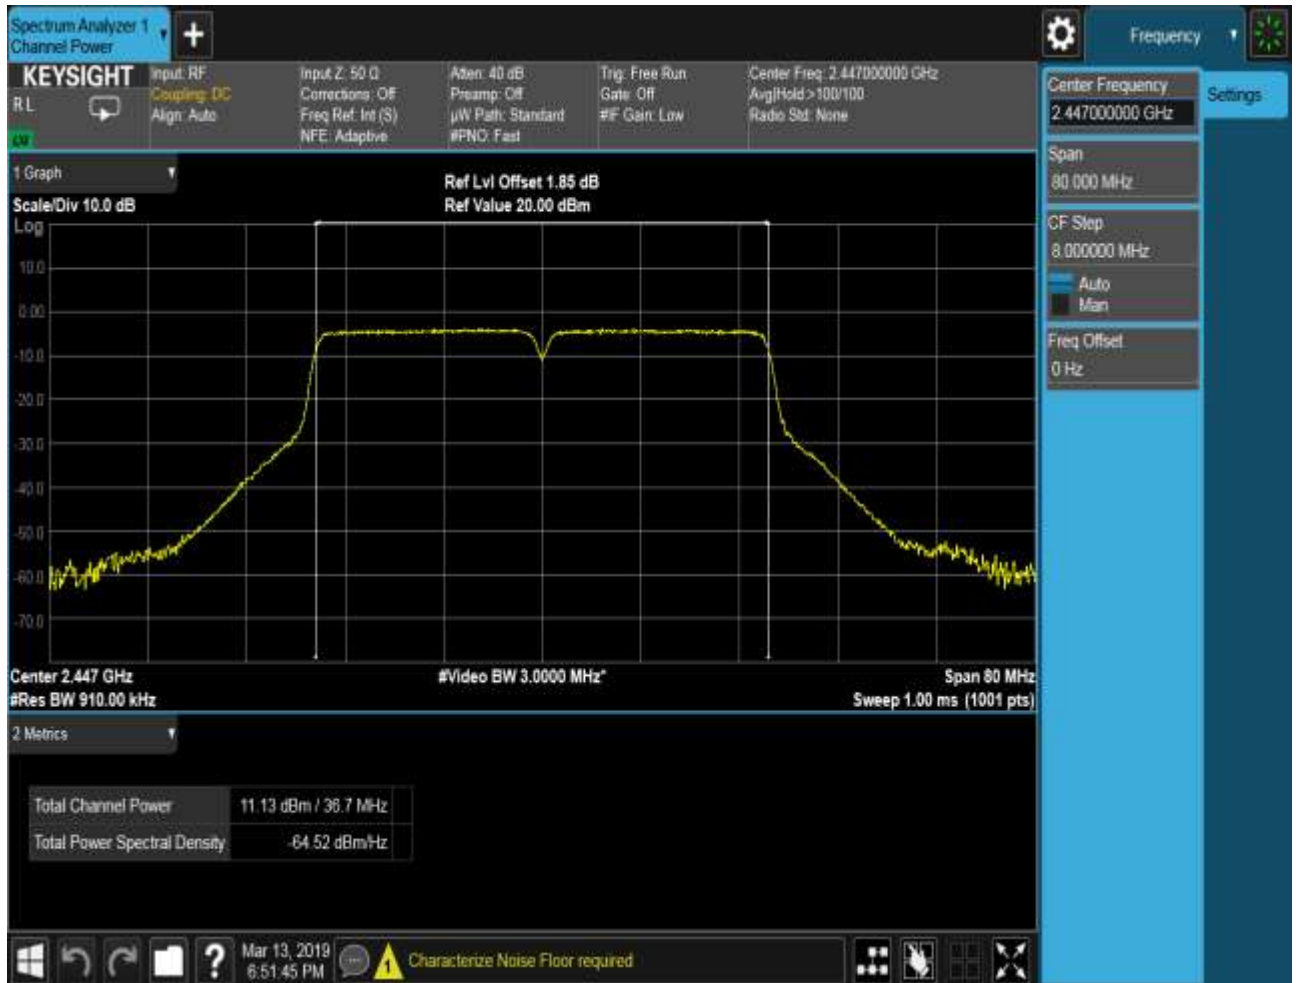 Spectrum Analyzer 1
Channel Power
Frequency
KEYSIGHT
R L
Input: RF
Coupling: DC
Align: Auto
Input Z: 50 Ω
Corrections: Off
Freq Ref: Int (S)
NFE: Adaptive
Atten: 40 dB
Preamp: Off
µW Path: Standard
#PNO: Fast
Trig: Free Run
Gate: Off
#IF Gain: Low
Center Freq: 2.447000000 GHz
Avg|Hold:>100/100
Radio Std: None
Center Frequency
2.447000000 GHz
Settings
Span
80.000 MHz
CF Step
8.000000 MHz
Auto
Man
Freq Offset
0 Hz
1 Graph
Scale/Div 10.0 dB
Ref Lvl Offset 1.85 dB
Ref Value 20.00 dBm
Log
10.0
0.00
-10.0
-20.0
-30.0
-40.0
-50.0
-60.0
-70.0
Center 2.447 GHz
#Video BW 3.0000 MHz*
Span 80 MHz
#Res BW 910.00 kHz
Sweep 1.00 ms (1001 pts)
2 Metrics
Total Channel Power 11.13 dBm / 36.7 MHz
Total Power Spectral Density -64.52 dBm/Hz
?
Mar 13, 2019
6:51:45 PM
1
Characterize Noise Floor required